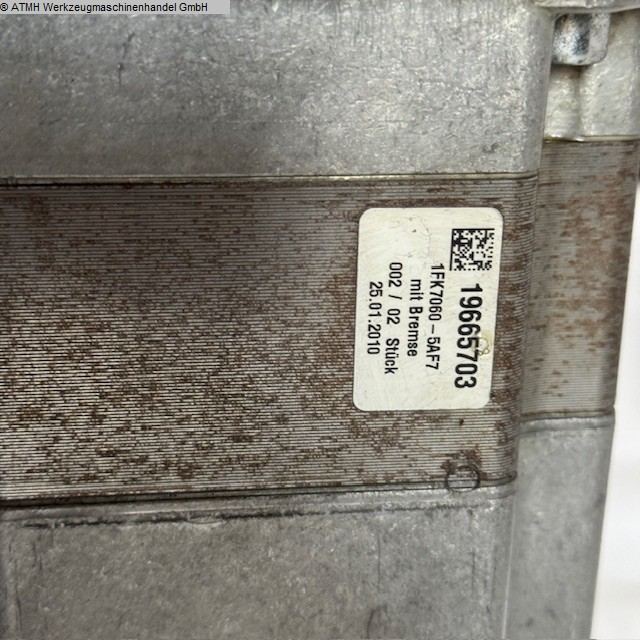 © ATMH Werkzeugmaschinenhandel GmbH
19665703
1FK7060-5AF7
mit Bremse
002 / 02 Stück
25.01.2010